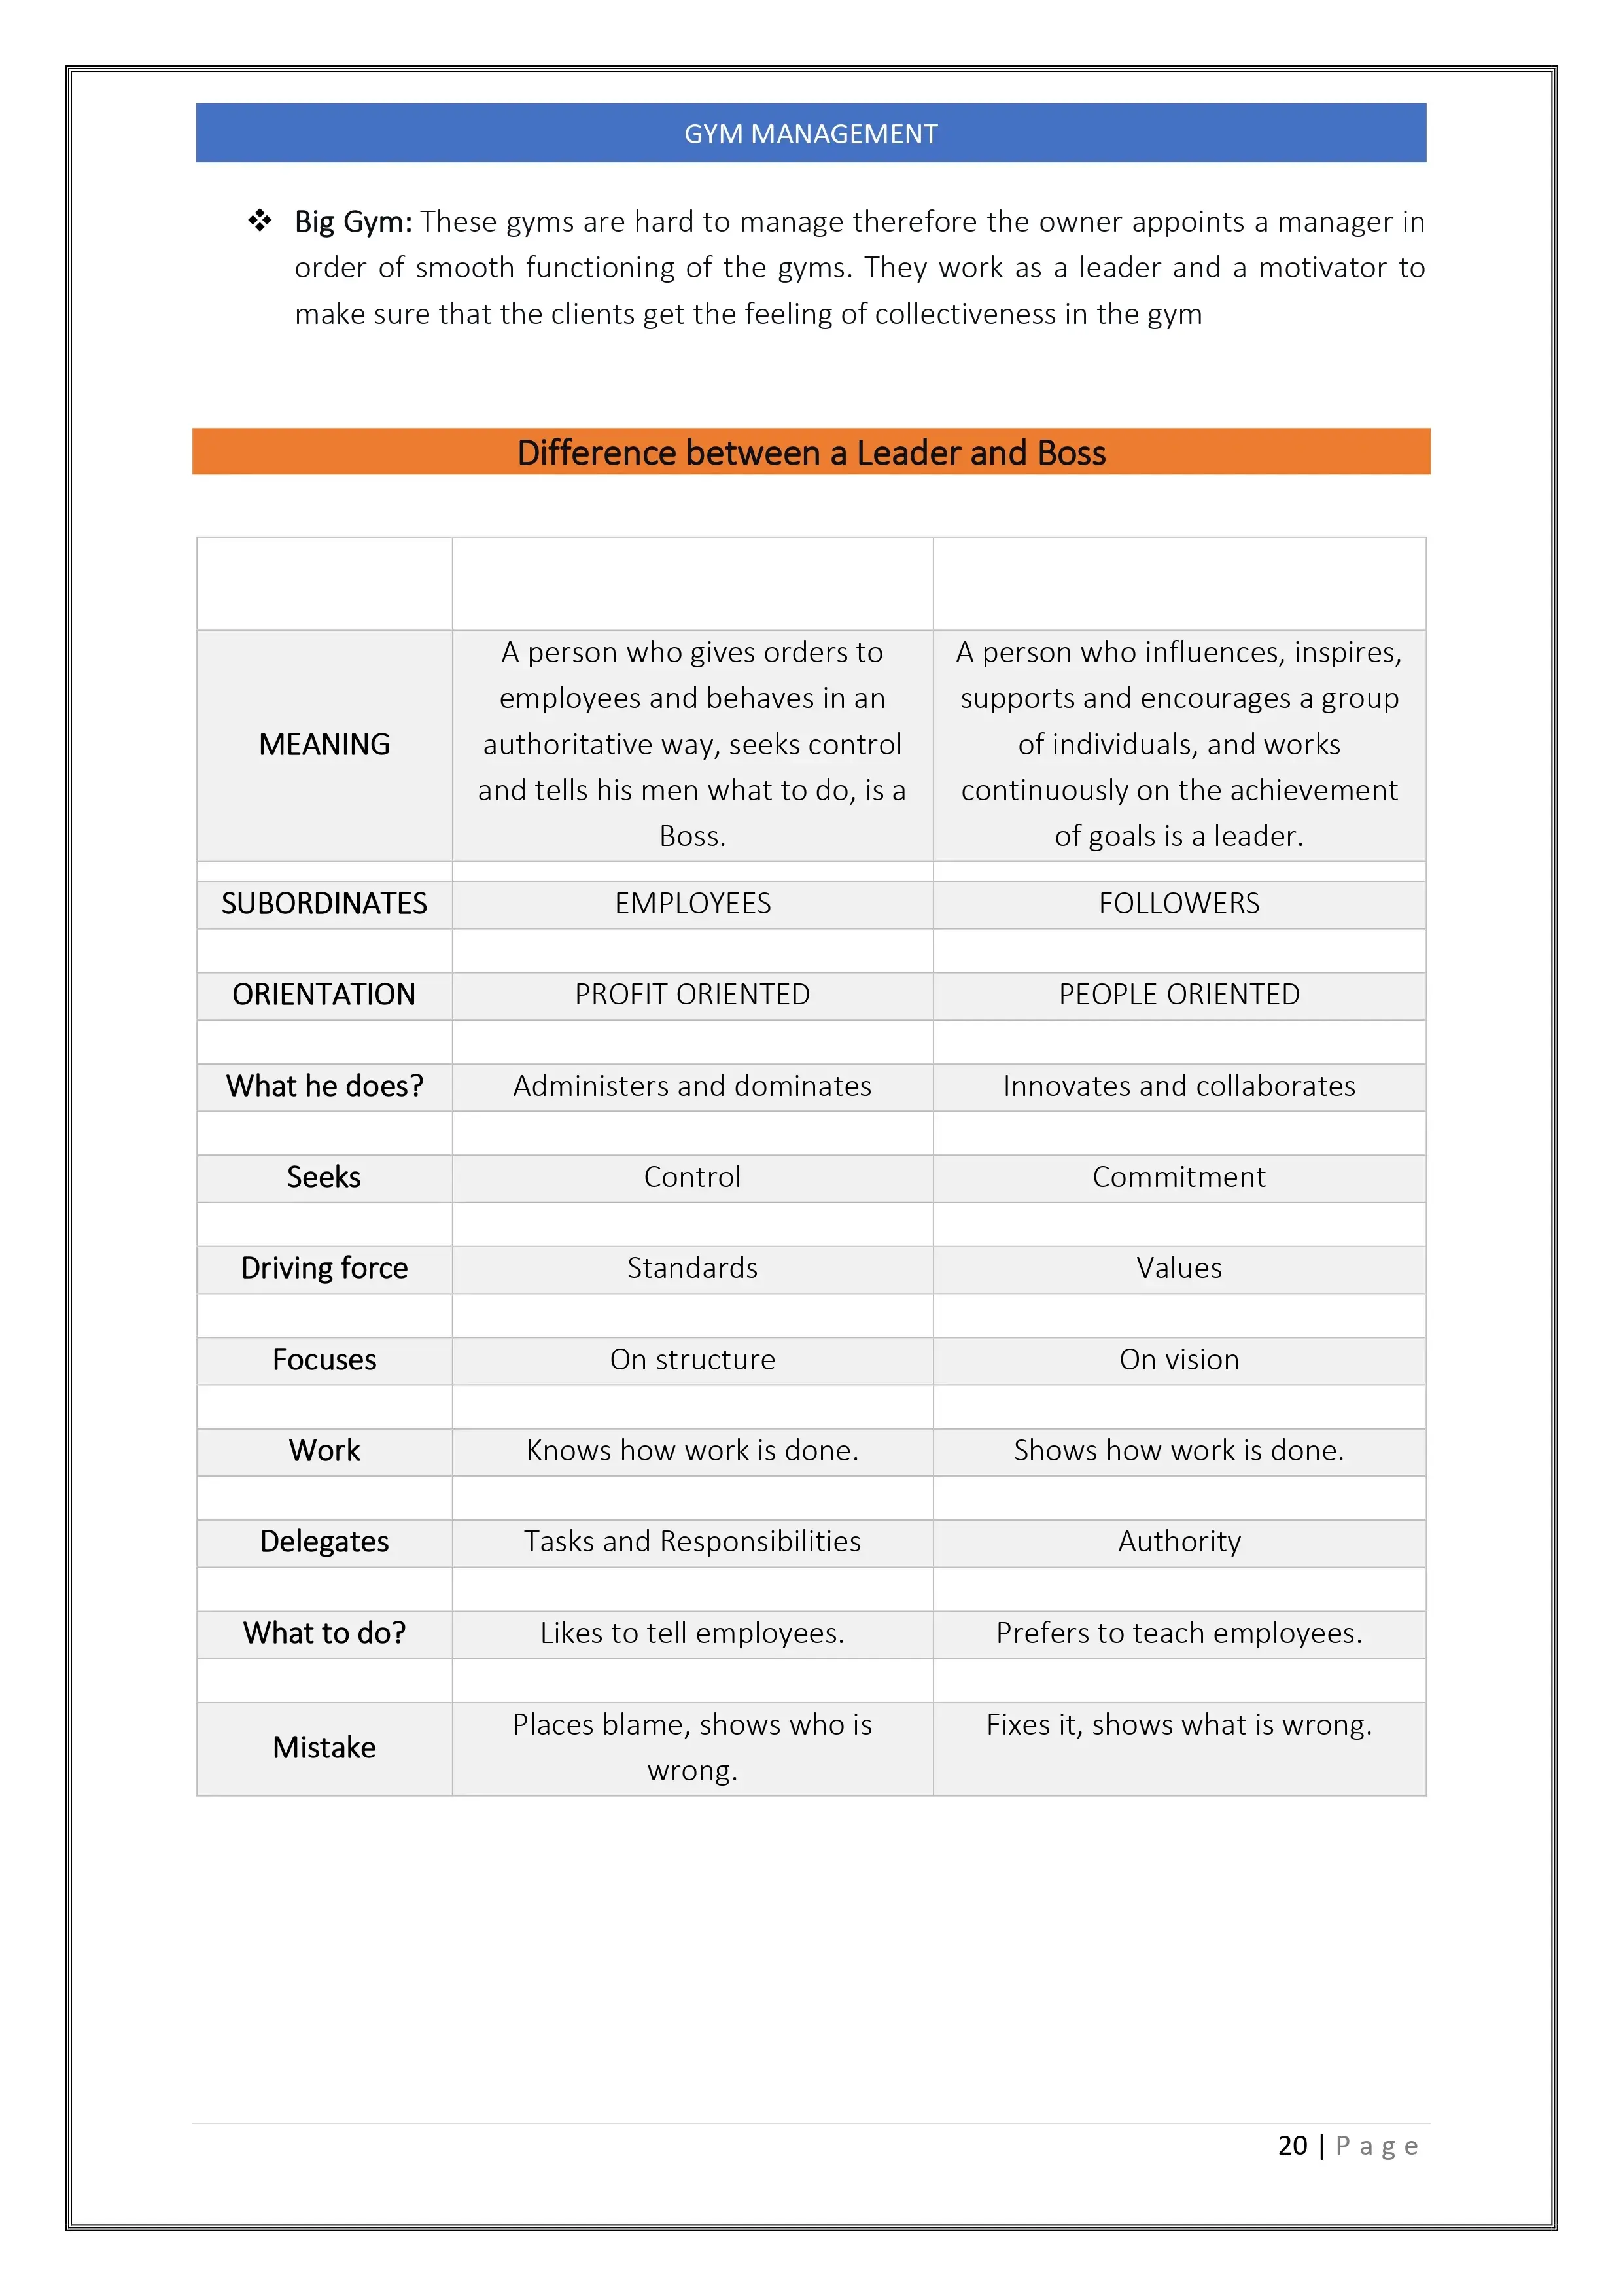 GYM MANAGEMENT
❖ Big Gym: These gyms are hard to manage therefore the owner appoints a manager in
order of smooth functioning of the gyms. They work as a leader and a motivator to
make sure that the clients get the feeling of collectiveness in the gym
Difference between a Leader and Boss
MEANING
A person who gives orders to
employees and behaves in an
authoritative way, seeks control
and tells his men what to do, is a
Boss.
A person who influences, inspires,
supports and encourages a group
of individuals, and works
continuously on the achievement
of goals is a leader.
SUBORDINATES EMPLOYEES FOLLOWERS
ORIENTATION PROFIT ORIENTED PEOPLE ORIENTED
What he does? Administers and dominates Innovates and collaborates
Seeks Control Commitment
Driving force Standards Values
Focuses On structure On vision
Work Knows how work is done. Shows how work is done.
Delegates Tasks and Responsibilities Authority
What to do? Likes to tell employees. Prefers to teach employees.
Mistake
Places blame, shows who is
wrong.
Fixes it, shows what is wrong.
20 | Page